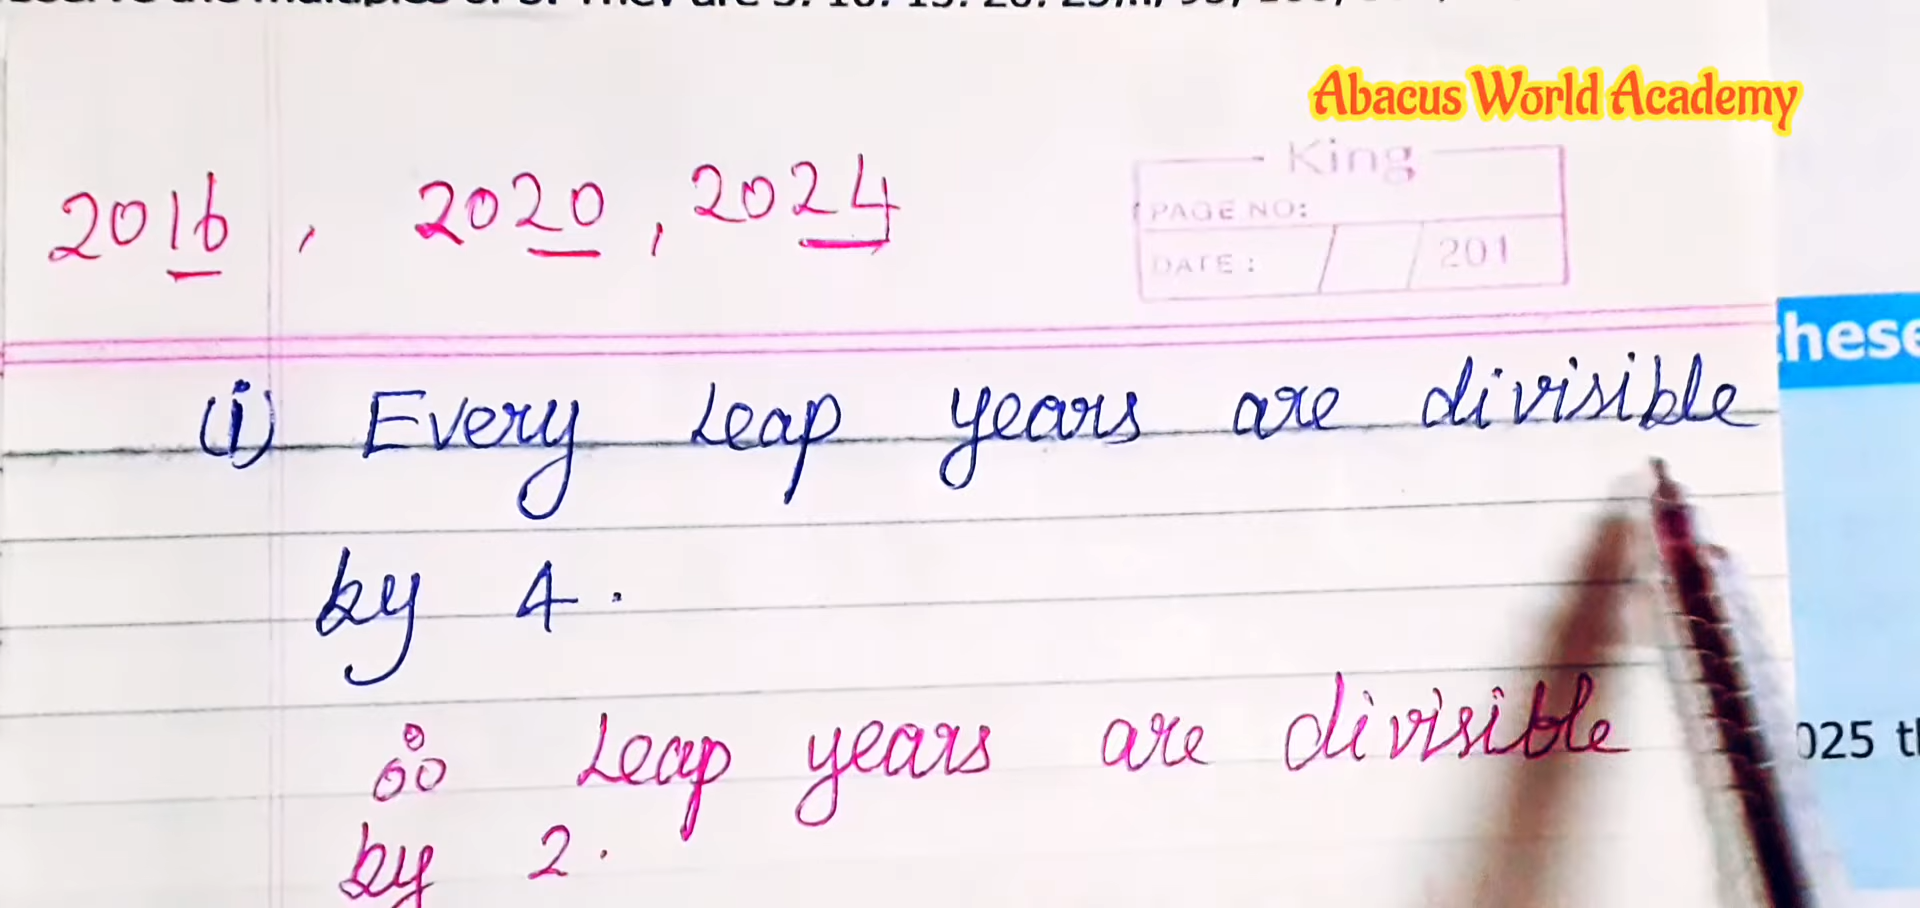 Abacus World Academy
2016, 2020, 2024
King
PAGE NO:
DATE: / / 201
(i) Every Leap years are divisible
by 4.
∴ Leap years are divisible
by 2.
025